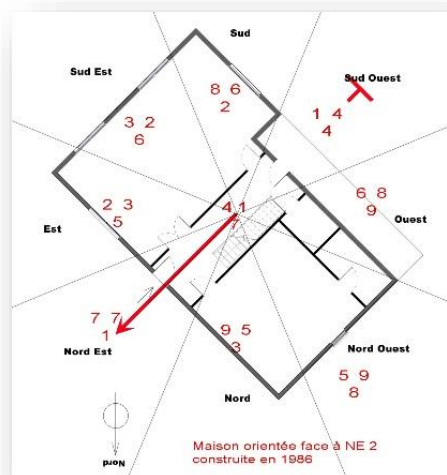 Sud
Sud Est
8 6
2
Sud Ouest
1 4
4
3 2
6
6 8
9
Ouest
2 3
5
4 1
7
Est
7 7
1
Nord Est
9 5
3
Nord Ouest
Nord
5 9
8
Nord
Maison orientée face à NE 2
construite en 1986